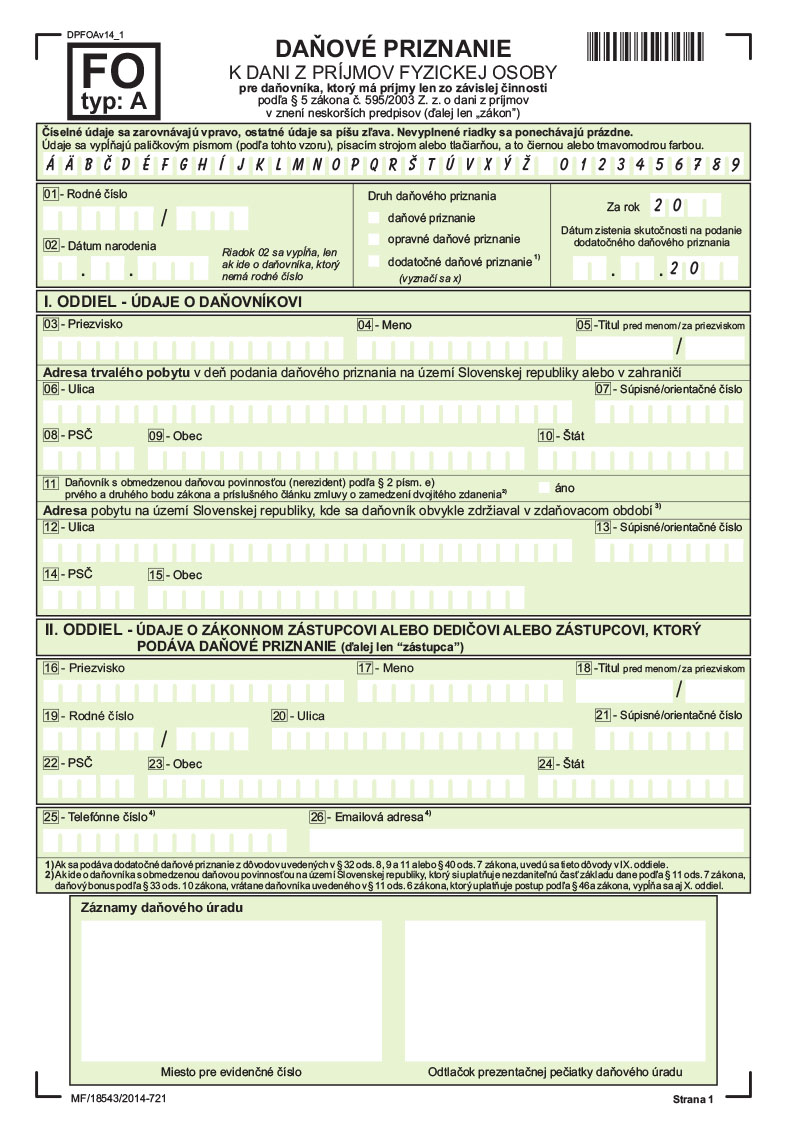 DPFOAv14_1
FO
typ: A
DAŇOVÉ PRIZNANIE
K DANI Z PRÍJMOV FYZICKEJ OSOBY
pre daňovníka, ktorý má príjmy len zo závislej činnosti
podľa § 5 zákona č. 595/2003 Z. z. o dani z príjmov
v znení neskorších predpisov (ďalej len „zákon”)
Číselné údaje sa zarovnávajú vpravo, ostatné údaje sa píšu zľava. Nevyplnené riadky sa ponechávajú prázdne.
Údaje sa vypĺňajú paličkovým písmom (podľa tohto vzoru), písacím strojom alebo tlačiarňou, a to čiernou alebo tmavomodrou farbou.
Á Ä B Č D É F G H Í J K L M N O P Q R Š T Ú V X Ý Ž 0 1 2 3 4 5 6 7 8 9
01 - Rodné číslo
/
02 - Dátum narodenia
. .
Riadok 02 sa vypĺňa, len
ak ide o daňovníka, ktorý
nemá rodné číslo
Druh daňového priznania
daňové priznanie
opravné daňové priznanie
dodatočné daňové priznanie 1)
(vyznačí sa x)
Za rok 2 0
Dátum zistenia skutočnosti na podanie
dodatočného daňového priznania
. . 2 0
I. ODDIEL - ÚDAJE O DAŇOVNÍKOVI
03 - Priezvisko 04 - Meno 05 -Titul pred menom/za priezviskom
/
Adresa trvalého pobytu v deň podania daňového priznania na území Slovenskej republiky alebo v zahraničí
06 - Ulica 07 - Súpisné/orientačné číslo
08 - PSČ 09 - Obec 10 - Štát
11 Daňovník s obmedzenou daňovou povinnosťou (nerezident) podľa § 2 písm. e)
prvého a druhého bodu zákona a príslušného článku zmluvy o zamedzení dvojitého zdanenia2) áno
Adresa pobytu na území Slovenskej republiky, kde sa daňovník obvykle zdržiaval v zdaňovacom období 3)
12 - Ulica 13 - Súpisné/orientačné číslo
14 - PSČ 15 - Obec
II. ODDIEL - ÚDAJE O ZÁKONNOM ZÁSTUPCOVI ALEBO DEDIČOVI ALEBO ZÁSTUPCOVI, KTORÝ
PODÁVA DAŇOVÉ PRIZNANIE (ďalej len “zástupca”)
16 - Priezvisko 17 - Meno 18 -Titul pred menom/za priezviskom
/
19 - Rodné číslo 20 - Ulica 21 - Súpisné/orientačné číslo
/
22 - PSČ 23 - Obec 24 - Štát
25 - Telefónne číslo4) 26 - Emailová adresa4)
1) Ak sa podáva dodatočné daňové priznanie z dôvodov uvedených v § 32 ods. 8, 9 a 11 alebo § 40 ods. 7 zákona, uvedú sa tieto dôvody v IX. oddiele.
2) Ak ide o daňovníka s obmedzenou daňovou povinnosťou na území Slovenskej republiky, ktorý si uplatňuje nezdaniteľnú časť základu dane podľa § 11 ods. 7 zákona,
daňový bonus podľa § 33 ods. 10 zákona, vrátane daňovníka uvedeného v § 11 ods. 6 zákona, ktorý uplatňuje postup podľa § 46a zákona, vypĺňa sa aj X. oddiel.
Záznamy daňového úradu
Miesto pre evidenčné číslo Odtlačok prezentačnej pečiatky daňového úradu
MF/18543/2014-721 Strana 1